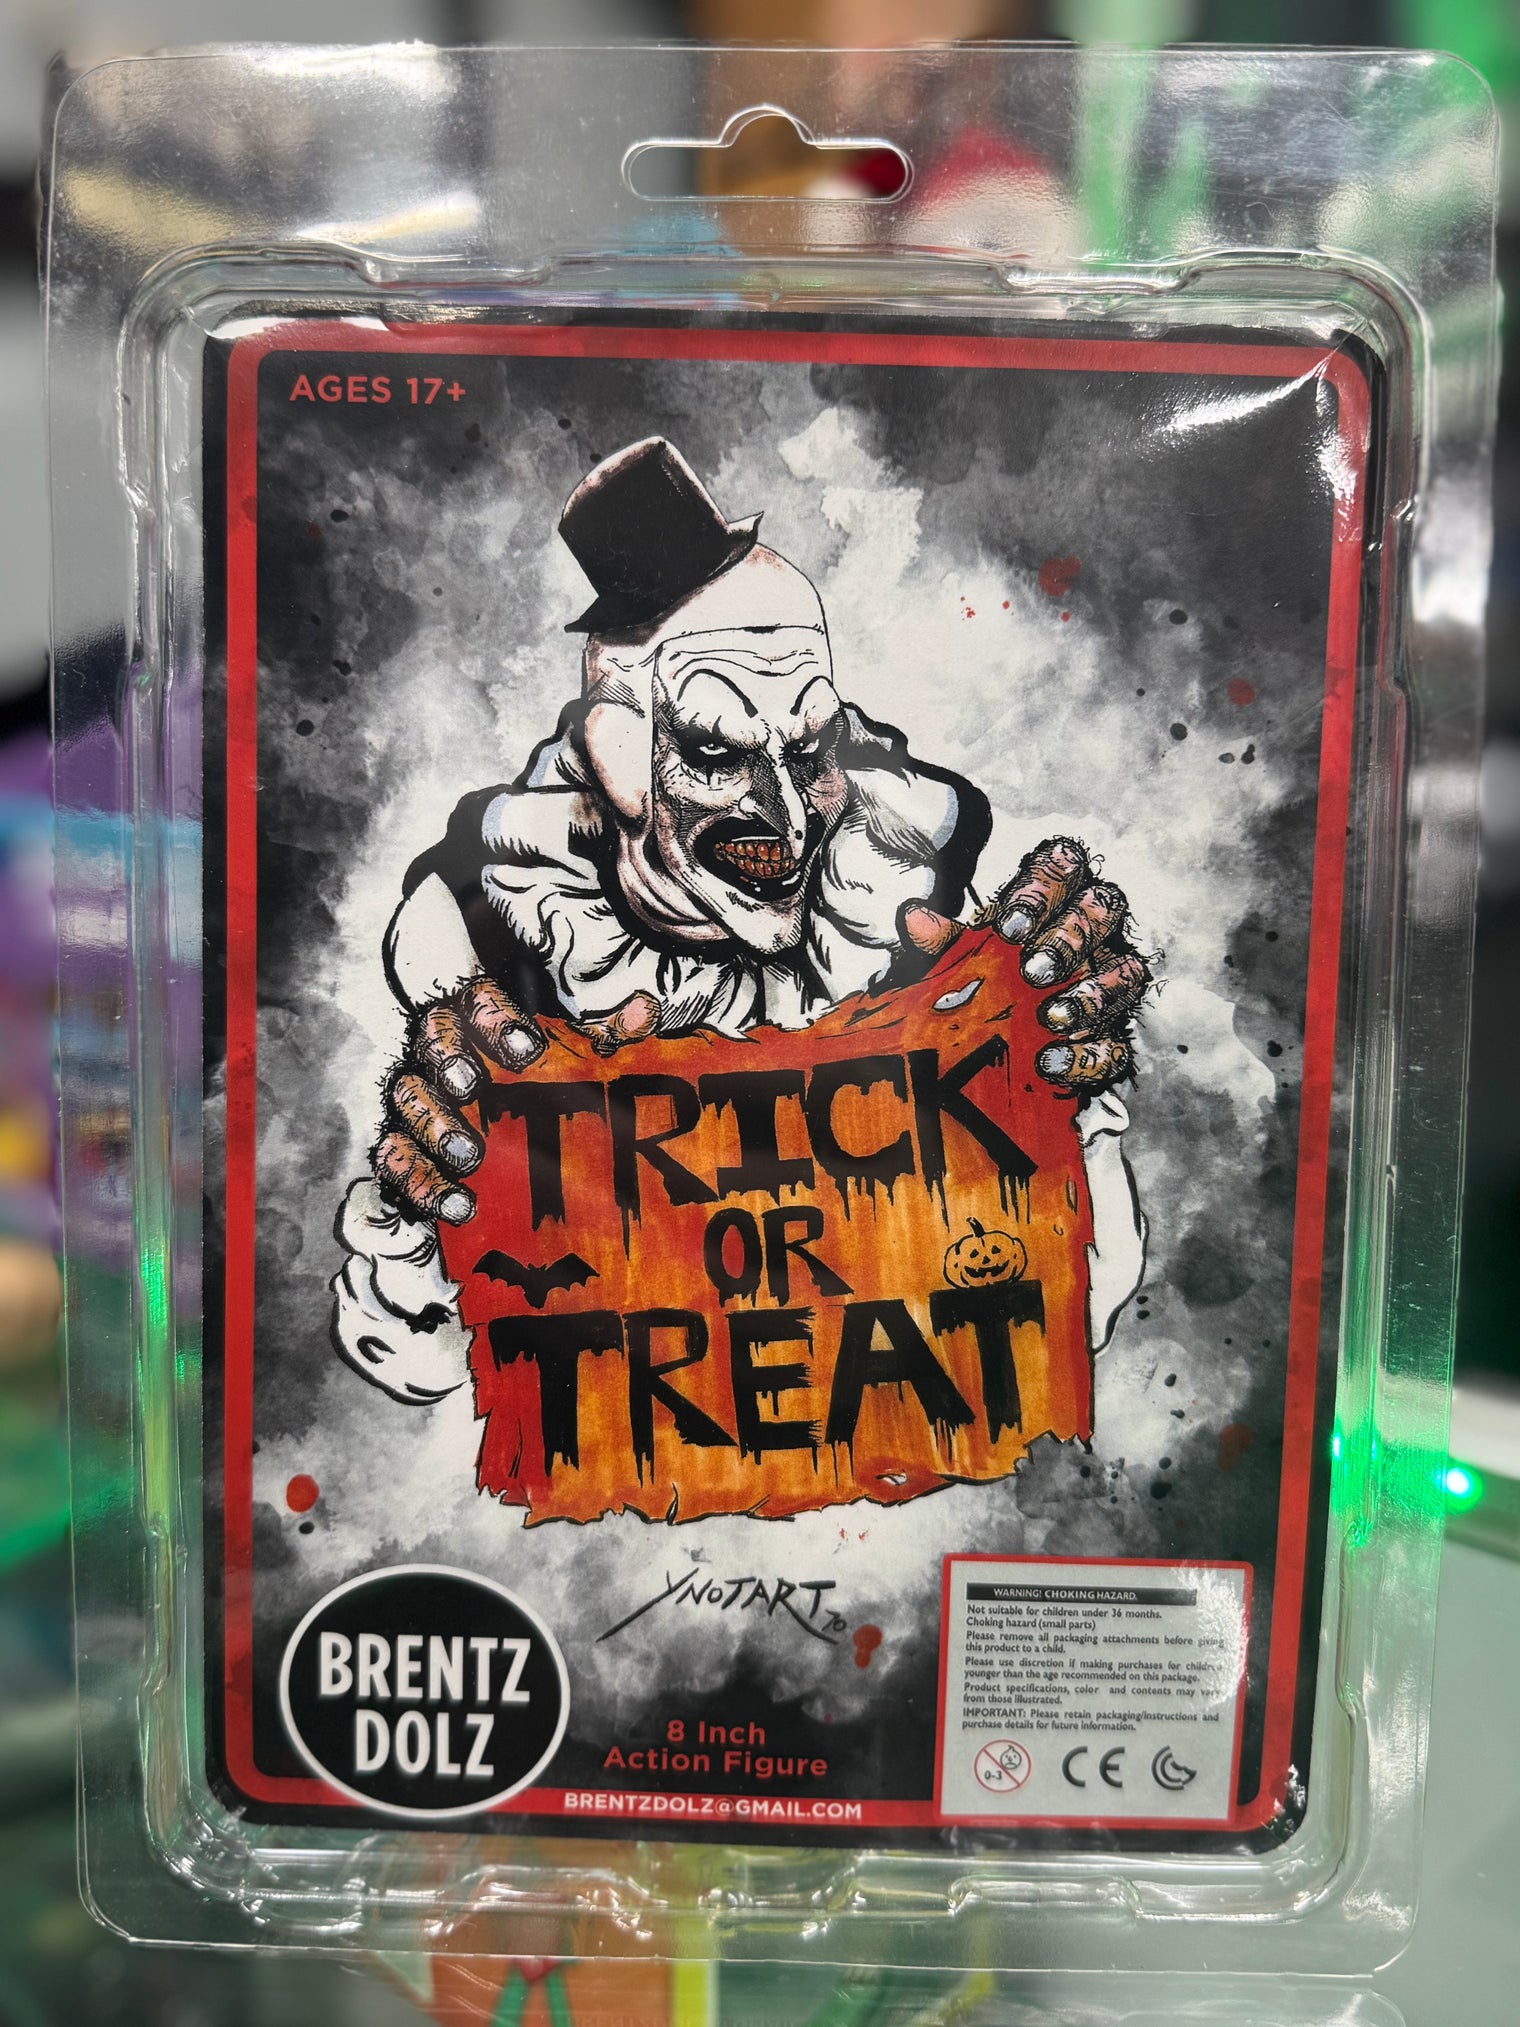 AGES 17+
TRICK
OR
TREAT
YNOTART 70
BRENTZ
DOLZ
8 Inch
Action Figure
BRENTZDOLZ@GMAIL.COM
WARNING! CHOKING HAZARD.
Not suitable for children under 36 months.
Choking hazard (small parts)
Please remove all packaging attachments before giving
this product to a child.
Please use discretion if making purchases for children
younger than the age recommended on this package.
Product specifications, color and contents may vary
from those illustrated.
IMPORTANT: Please retain packaging/instructions and
purchase details for future information.
0-3
CE